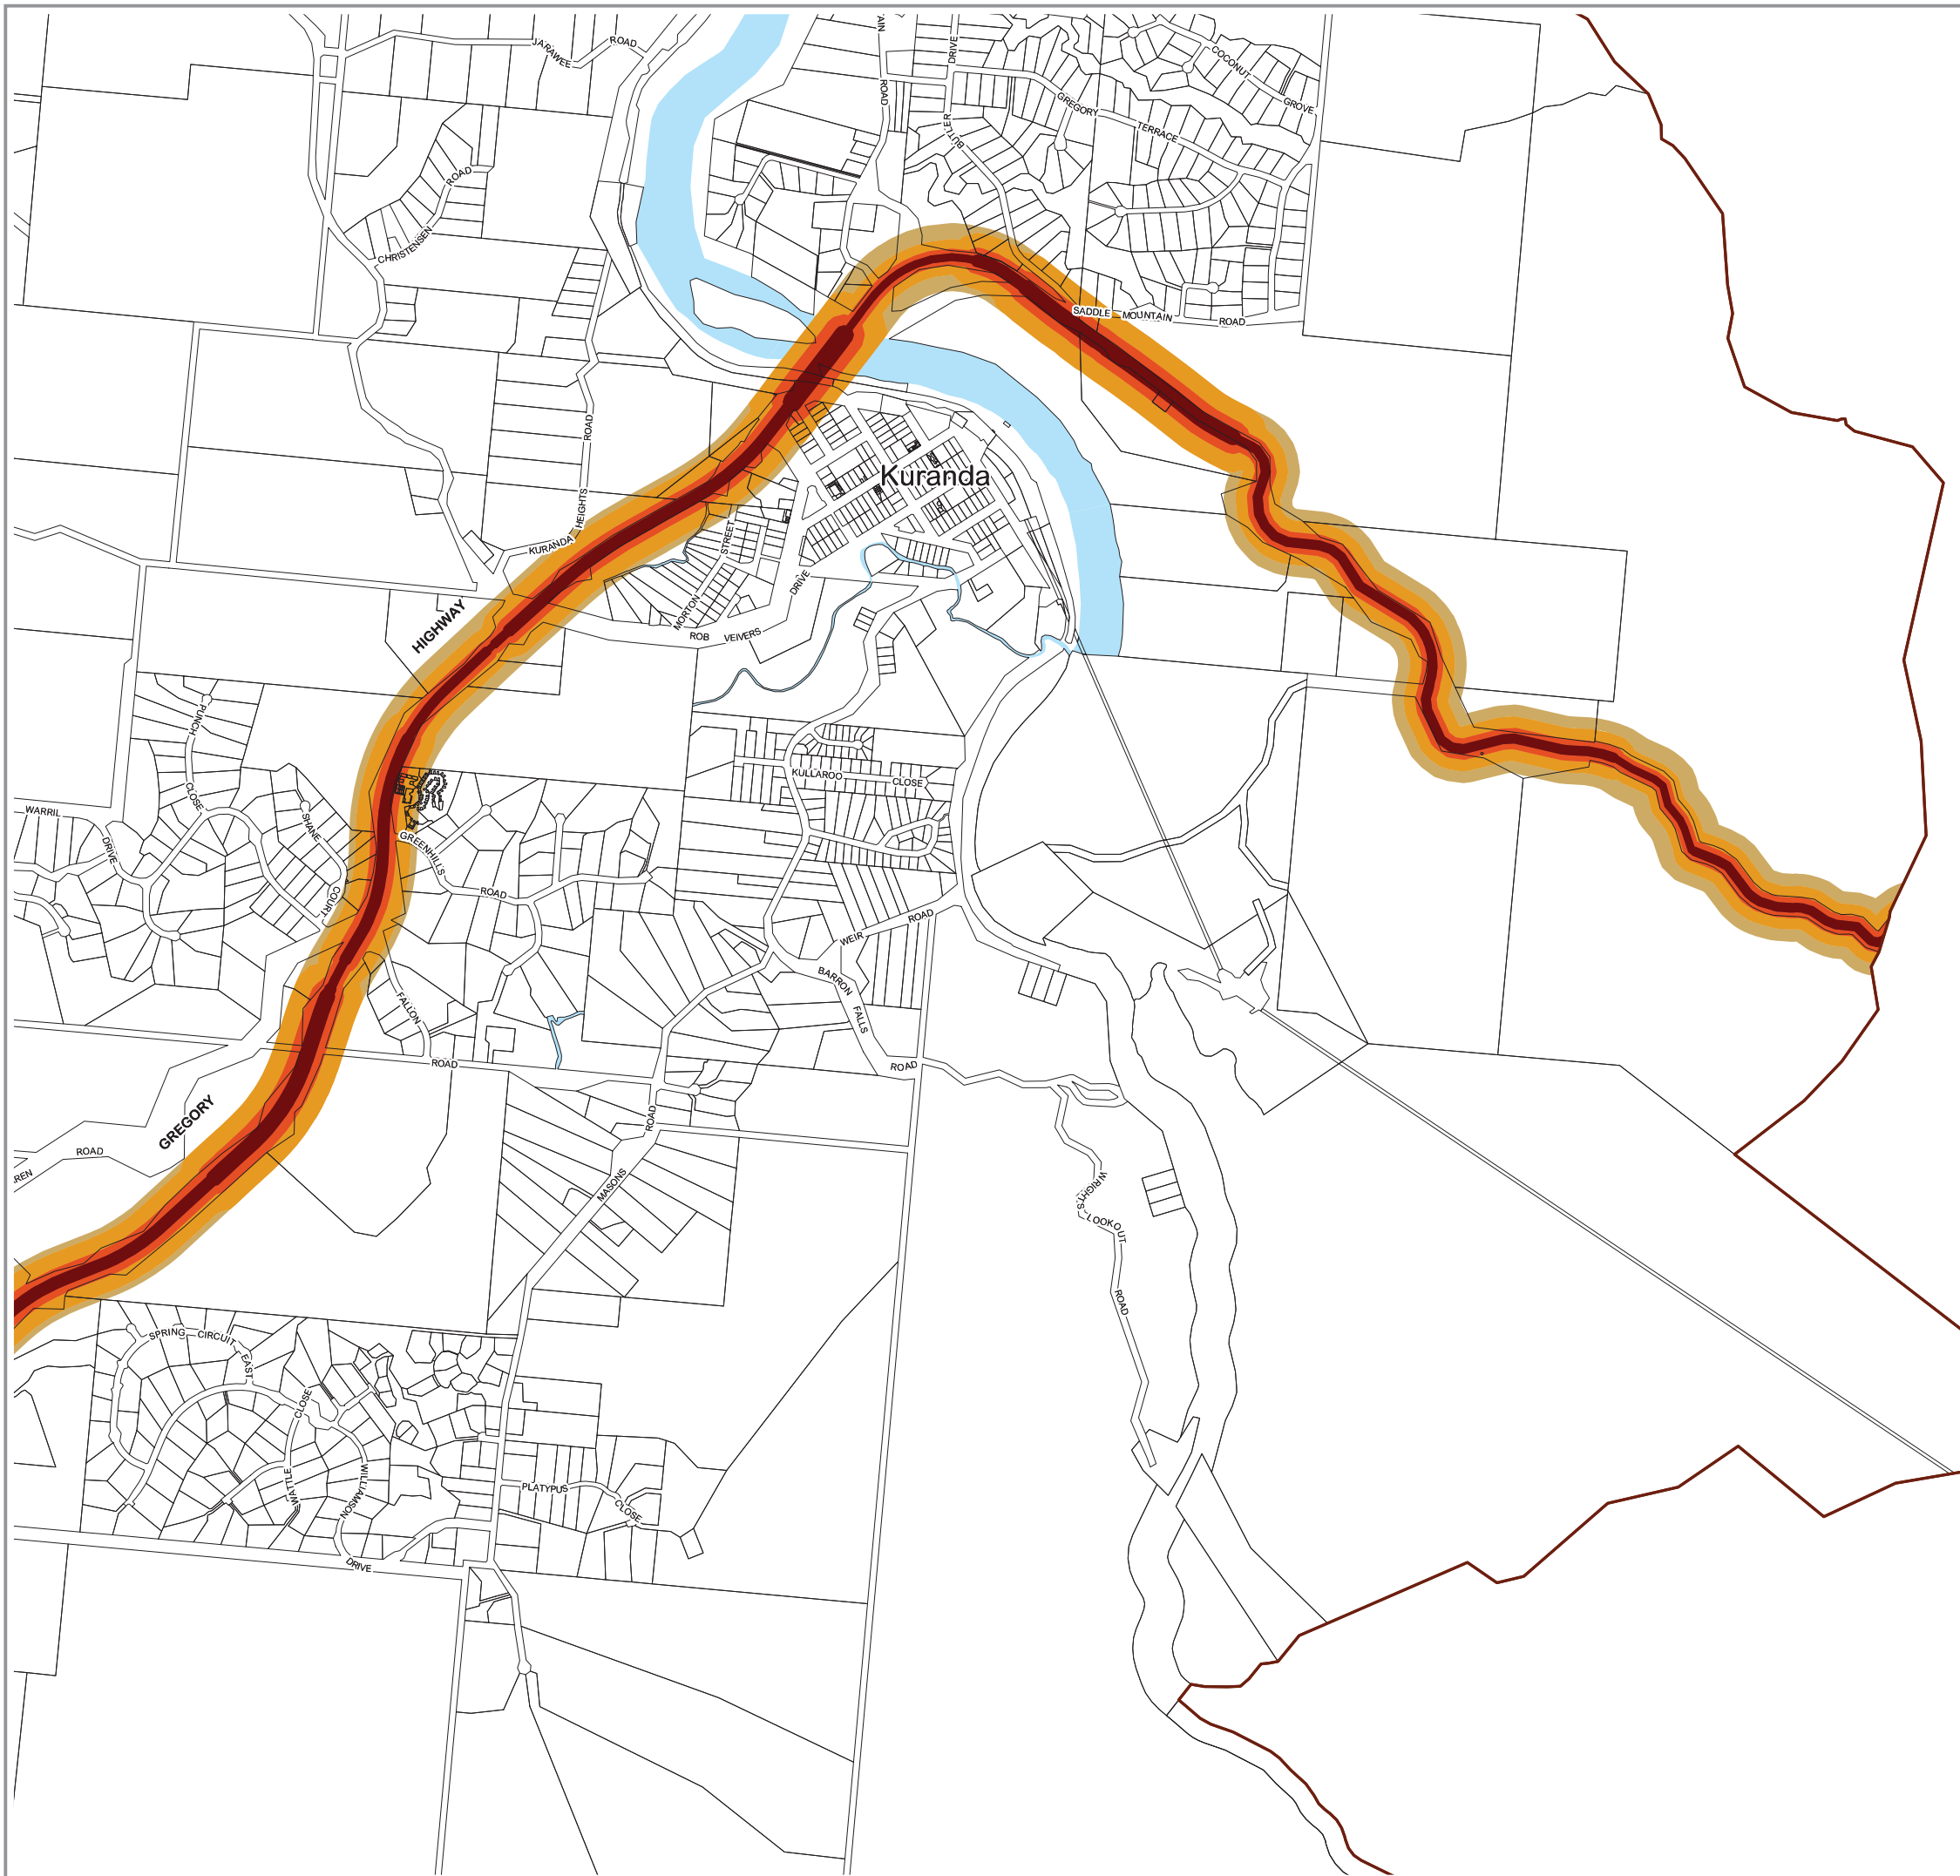 JARAWEE
ROAD
TAIN
ROAD
DRIVE
BUTLER
COCONUT
GROVE
GREGORY
TERRACE
ROAD
CHRISTENSEN
SADDLE MOUNTAIN ROAD
Kuranda
ROAD
HEIGHTS
KURANDA
STREET
MORTON
DRIVE
ROB VEIVERS
HIGHWAY
PUNCH
CLOSE
KULLAROO CLOSE
WARRIL
DRIVE
SHANE
COURT
GREENHILLS
ROAD
WEIR ROAD
BARRON
FALLS
ROAD
FALLON
ROAD
GREGORY
ROAD
REN
ROAD
MASONS
WRIGHTS
LOOKOUT
ROAD
SPRING CIRCUIT
EAST
CLOSE
WATTLE
WILLIAMSON
DRIVE
PLATYPUS
CLOSE